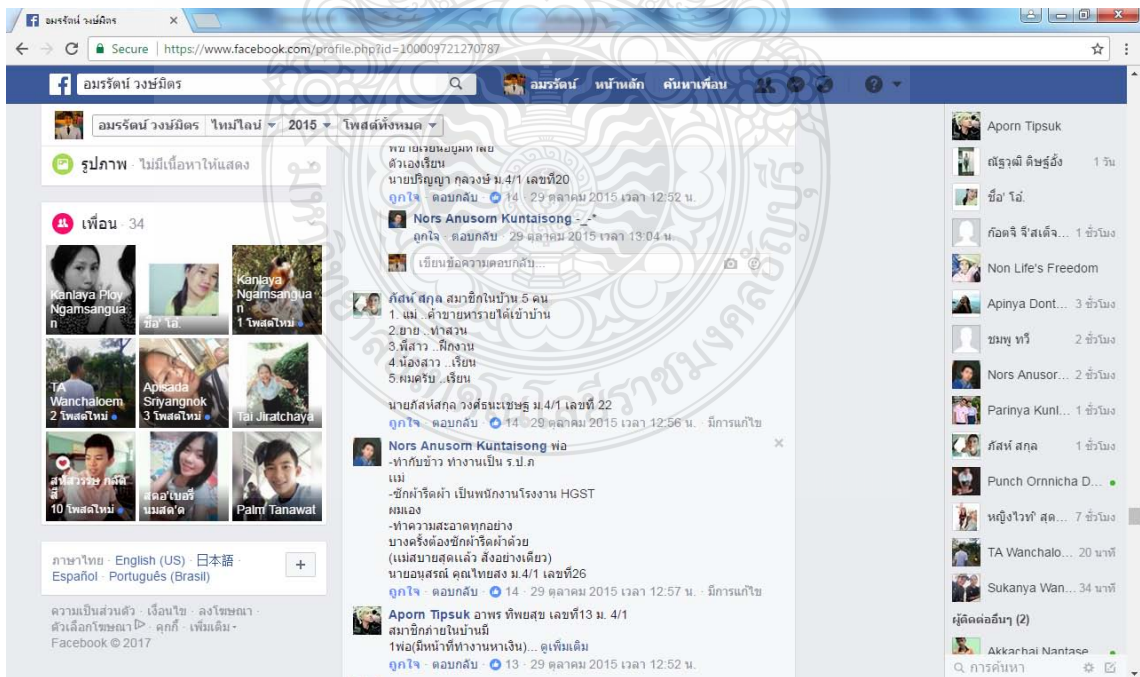 อมรรัตน์ วงษ์มิตร
Secure | https://www.facebook.com/profile.php?id=100009721270787
อมรรัตน์ วงษ์มิตร
อมรรัตน์ หน้าหลัก ค้นหาเพื่อน
อมรรัตน์ วงษ์มิตร ไทม์ไลน์ 2015 โพสต์ทั้งหมด
รูปภาพ · ไม่มีเนื้อหาให้แสดง
เพื่อน · 34
Kanlaya Ploy Ngamsanguan
ชื่อ' โอ๋.
Kanlaya Ngamsanguan
1 โพสต์ใหม่
TA Wanchaloem
2 โพสต์ใหม่
Apisada Sriyangnok
3 โพสต์ใหม่
Tai Jiratchaya
10 โพสต์ใหม่
Palm Tanawat
ภาษาไทย · English (US) · 日本語 ·
Español · Português (Brasil)
ความเป็นส่วนตัว · เงื่อนไข · ลงโฆษณา ·
ตัวเลือกโฆษณา · คุกกี้ · เพิ่มเติม
Facebook © 2017
ตัวเองเรียน
นายปริญญา กุลวงษ์ ม.4/1 เลขที่20
ถูกใจ · ตอบกลับ · 14 · 29 ตุลาคม 2015 เวลา 12:52 น.
Nors Anusorn Kuntaisong -_-*
ถูกใจ · ตอบกลับ · 29 ตุลาคม 2015 เวลา 13:04 น.
เขียนข้อความตอบกลับ...
ภัสห์ สกุล สมาชิกในบ้าน 5 คน
1. แม่ ..ค้าขายหารายได้เข้าบ้าน
2.ยาย ..ทำสวน
3.พี่สาว ..ฝึกงาน
4.น้องสาว ..เรียน
5.ผมครับ ..เรียน
นายภัสห์สกุล วงศ์ธนะเชษฐ ม.4/1 เลขที่ 22
ถูกใจ · ตอบกลับ · 14 · 29 ตุลาคม 2015 เวลา 12:56 น. · มีการแก้ไข
Nors Anusorn Kuntaisong พ่อ
-ทำกับข้าว ทำงานเป็น ร.ป.ภ
แม่
-ซักผ้ารีดผ้า เป็นพนักงานโรงงาน HGST
ผมเอง
-ทำความสะอาดทุกอย่าง
บางครั้งต้องซักผ้ารีดผ้าด้วย
(แม่สบายสุดแล้ว สั่งอย่างเดียว)
นายอนุสรณ์ คุณไทยสง ม.4/1 เลขที่26
ถูกใจ · ตอบกลับ · 14 · 29 ตุลาคม 2015 เวลา 12:57 น. · มีการแก้ไข
Aporn Tipsuk อาพร ทิพยสุข เลขที่13 ม. 4/1
สมาชิกภายในบ้านมี
1พ่อ(มีหน้าที่ทำงานหาเงิน)... ดูเพิ่มเติม
ถูกใจ · ตอบกลับ · 13 · 29 ตุลาคม 2015 เวลา 12:52 น.
Aporn Tipsuk
ณัฐวุฒิ ดิษฐ์อั้ง 1 วัน
ชื่อ' โอ๋.
ก๊อตจิ จี'สเต็จ... 1 ชั่วโมง
Non Life's Freedom
Apinya Dont... 3 ชั่วโมง
ชมพู ทวี 2 ชั่วโมง
Nors Anusor... 2 ชั่วโมง
Parinya Kunl... 1 ชั่วโมง
ภัสห์ สกุล 1 ชั่วโมง
Punch Ornnicha D...
หญิงไวท์' สุด... 7 ชั่วโมง
TA Wanchalo... 20 นาที
Sukanya Wan... 34 นาที
ผู้ติดต่ออื่นๆ (2)
Akkachai Nantase
การค้นหา